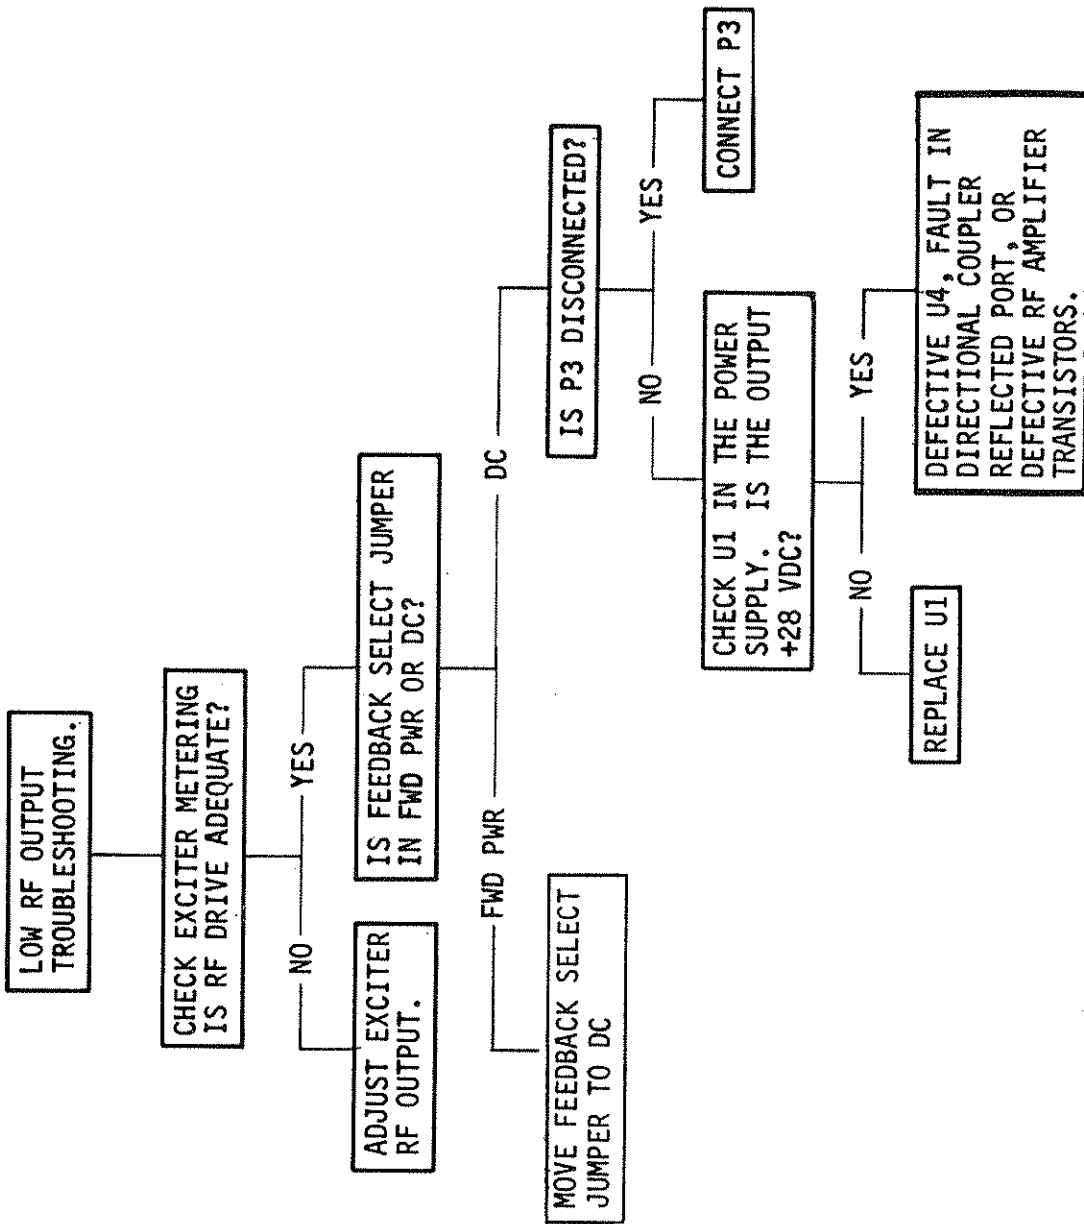 LOW RF OUTPUT
TROUBLESHOOTING.
CHECK EXCITER METERING
IS RF DRIVE ADEQUATE?
NO
YES
ADJUST EXCITER
RF OUTPUT.
IS FEEDBACK SELECT JUMPER
IN FWD PWR OR DC?
FWD PWR
DC
MOVE FEEDBACK SELECT
JUMPER TO DC
IS P3 DISCONNECTED?
NO
YES
CHECK U1 IN THE POWER
SUPPLY. IS THE OUTPUT
+28 VDC?
CONNECT P3
NO
YES
REPLACE U1
DEFECTIVE U4, FAULT IN
DIRECTIONAL COUPLER
REFLECTED PORT, OR
DEFECTIVE RF AMPLIFIER
TRANSISTORS.